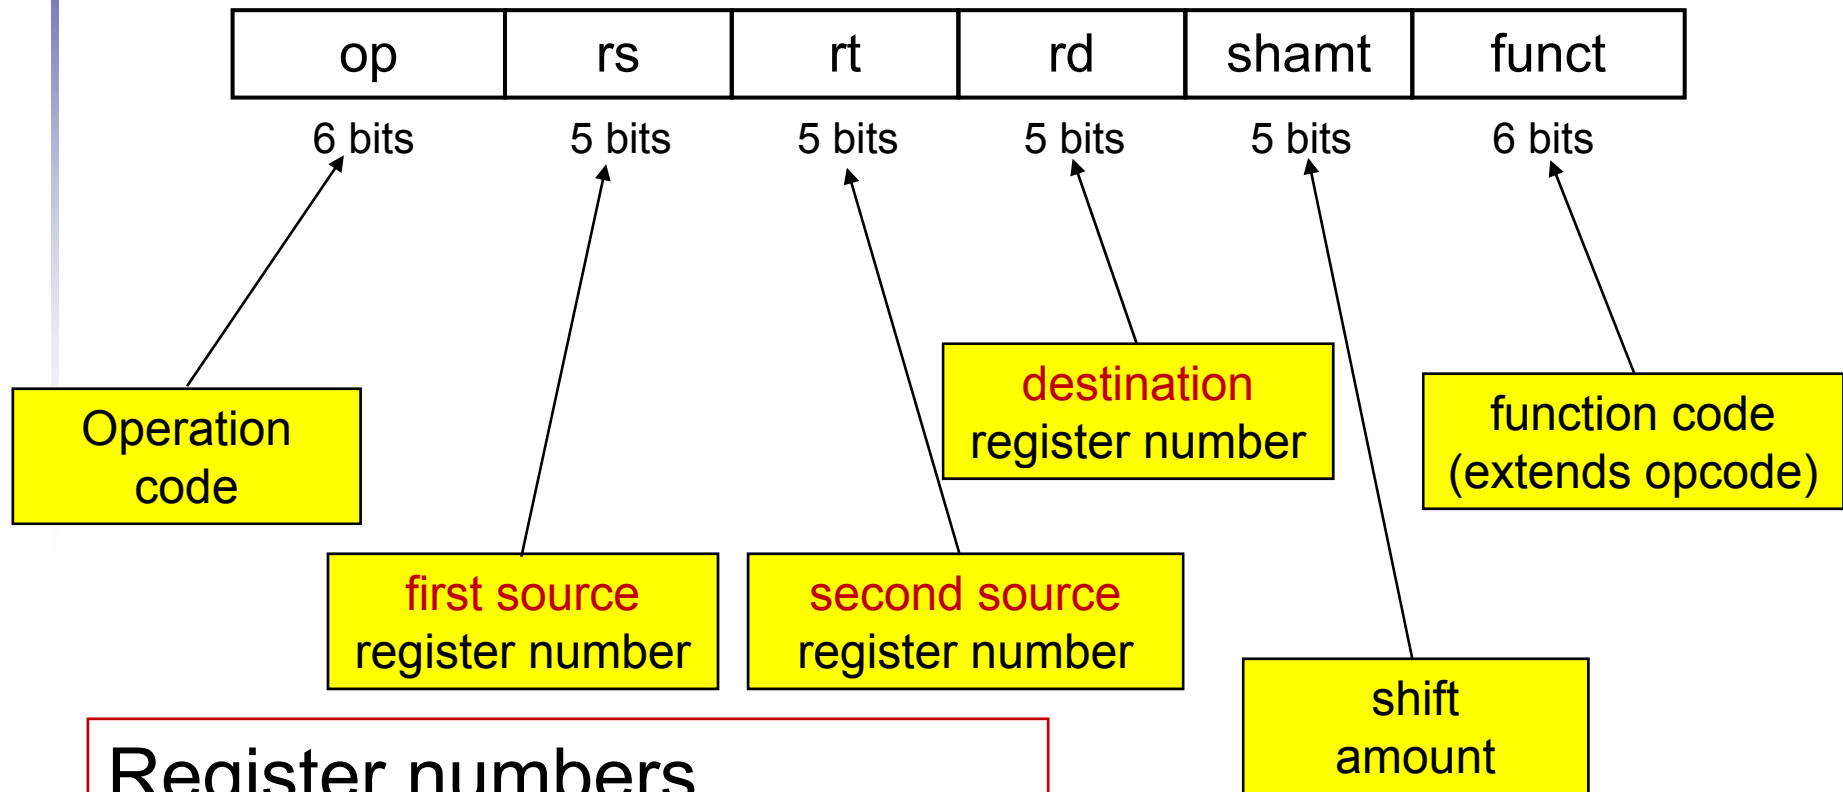 op rs rt rd shamt funct
6 bits 5 bits 5 bits 5 bits 5 bits 6 bits
Operation
code
first source
register number
second source
register number
destination
register number
shift
amount
function code
(extends opcode)
Register numbers